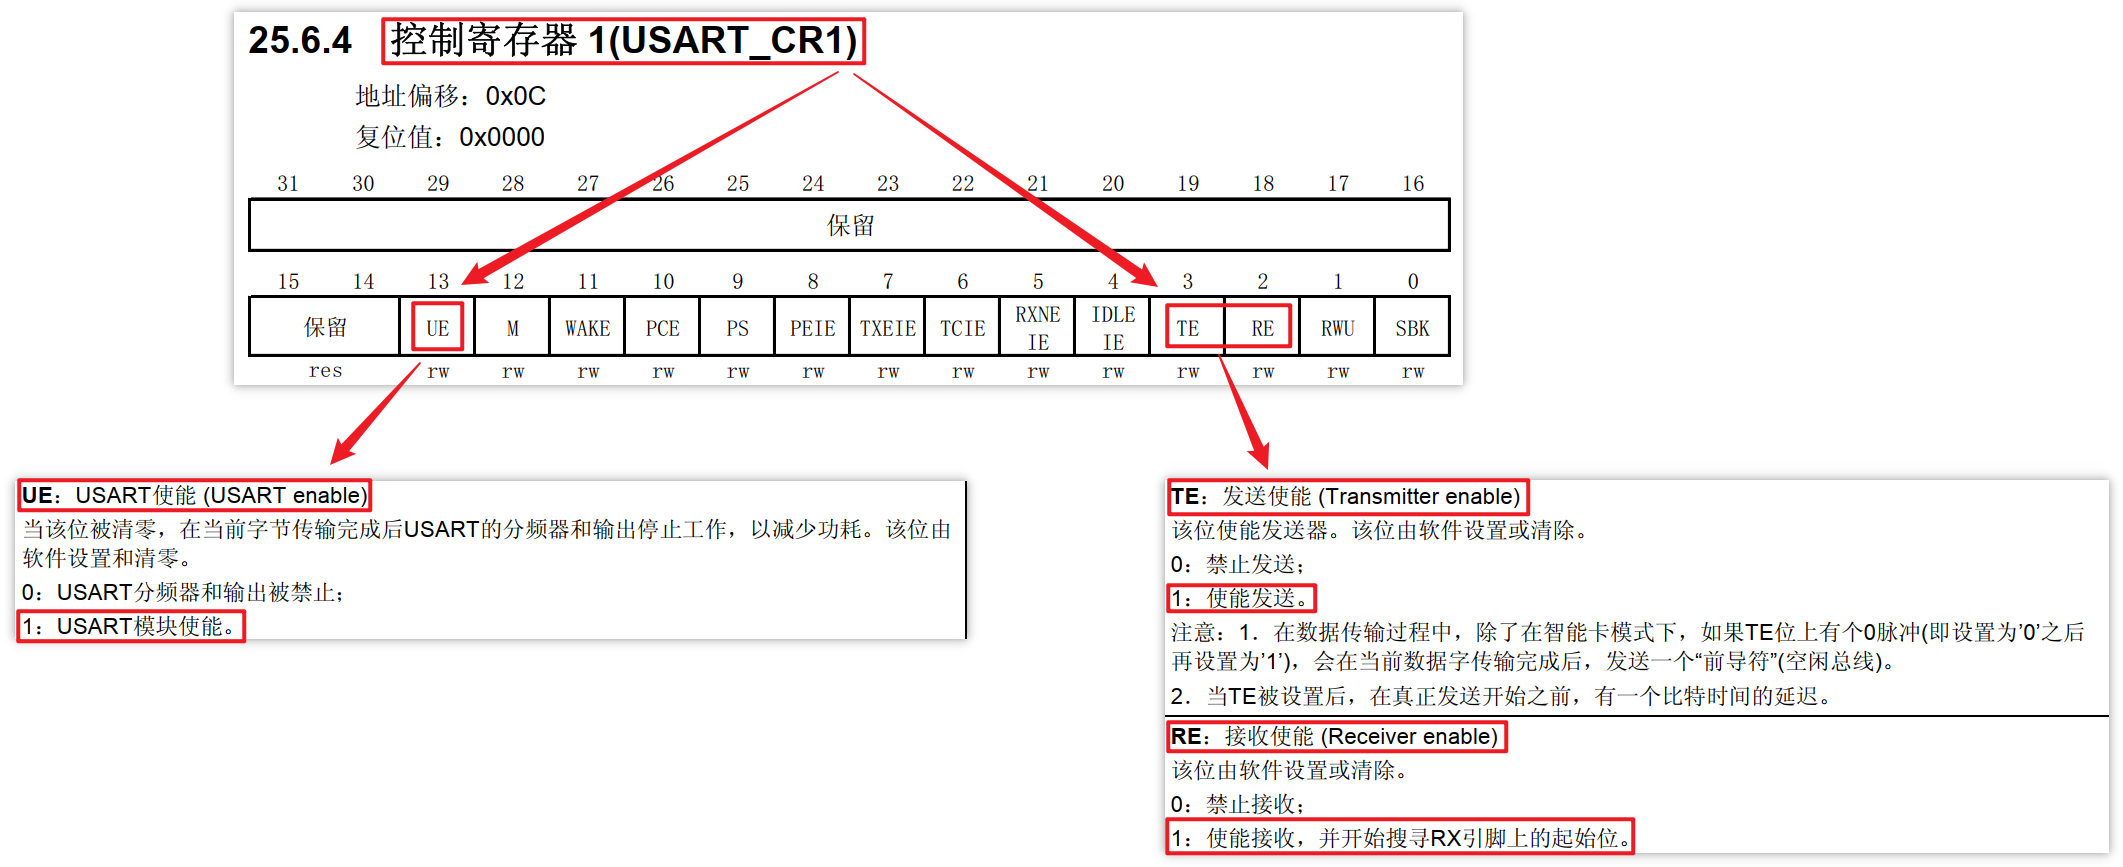 25.6.4 控制寄存器 1(USART_CR1)
地址偏移：0x0C
复位值：0x0000
31 30 29 28 27 26 25 24 23 22 21 20 19 18 17 16
保留
15 14 13 12 11 10 9 8 7 6 5 4 3 2 1 0
保留 UE M WAKE PCE PS PEIE TXEIE TCIE RXNE IE IDLE IE TE RE RWU SBK
res rw rw rw rw rw rw rw rw rw rw rw rw rw rw
UE：USART使能 (USART enable)
当该位被清零，在当前字节传输完成后USART的分频器和输出停止工作，以减少功耗。该位由
软件设置和清零。
0：USART分频器和输出被禁止；
1：USART模块使能。
TE：发送使能 (Transmitter enable)
该位使能发送器。该位由软件设置或清除。
0：禁止发送；
1：使能发送。
注意：1．在数据传输过程中，除了在智能卡模式下，如果TE位上有个0脉冲(即设置为’0’之后
再设置为’1’)，会在当前数据字传输完成后，发送一个“前导符”(空闲总线)。
2．当TE被设置后，在真正发送开始之前，有一个比特时间的延迟。
RE：接收使能 (Receiver enable)
该位由软件设置或清除。
0：禁止接收；
1：使能接收，并开始搜寻RX引脚上的起始位。